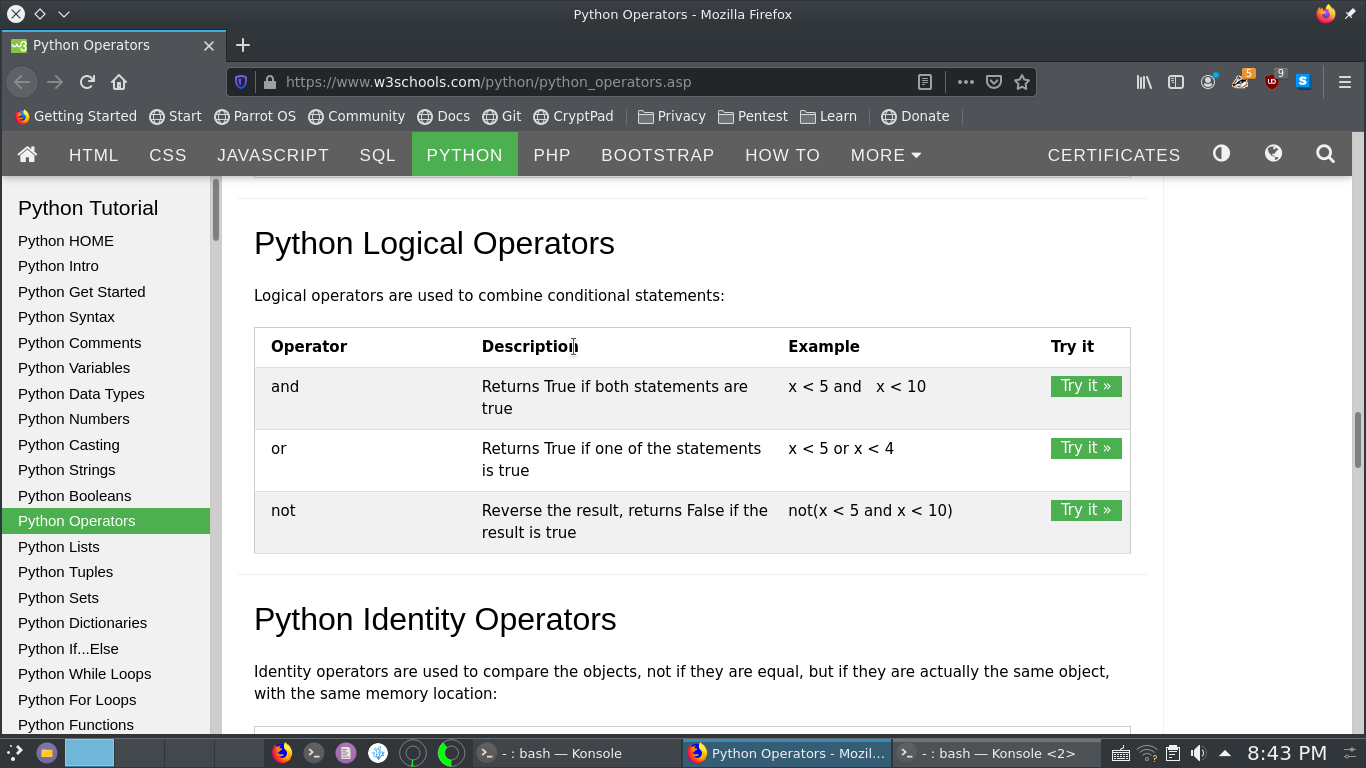 Python Operators - Mozilla Firefox
Python Operators
https://www.w3schools.com/python/python_operators.asp
5
9
S
Getting Started
Start
Parrot OS
Community
Docs
Git
CryptPad
Privacy
Pentest
Learn
Donate
HTML
CSS
JAVASCRIPT
SQL
PYTHON
PHP
BOOTSTRAP
HOW TO
MORE
CERTIFICATES
Python Tutorial
Python HOME
Python Intro
Python Get Started
Python Syntax
Python Comments
Python Variables
Python Data Types
Python Numbers
Python Casting
Python Strings
Python Booleans
Python Operators
Python Lists
Python Tuples
Python Sets
Python Dictionaries
Python If...Else
Python While Loops
Python For Loops
Python Functions
Python Logical Operators
Logical operators are used to combine conditional statements:
Operator Description Example Try it
and Returns True if both statements are x < 5 and   x < 10 Try it »
true
or Returns True if one of the statements x < 5 or x < 4 Try it »
is true
not Reverse the result, returns False if the not(x < 5 and x < 10) Try it »
result is true
Python Identity Operators
Identity operators are used to compare the objects, not if they are equal, but if they are actually the same object,
with the same memory location:
- : bash — Konsole
Python Operators - Mozil...
- : bash — Konsole <2>
8:43 PM